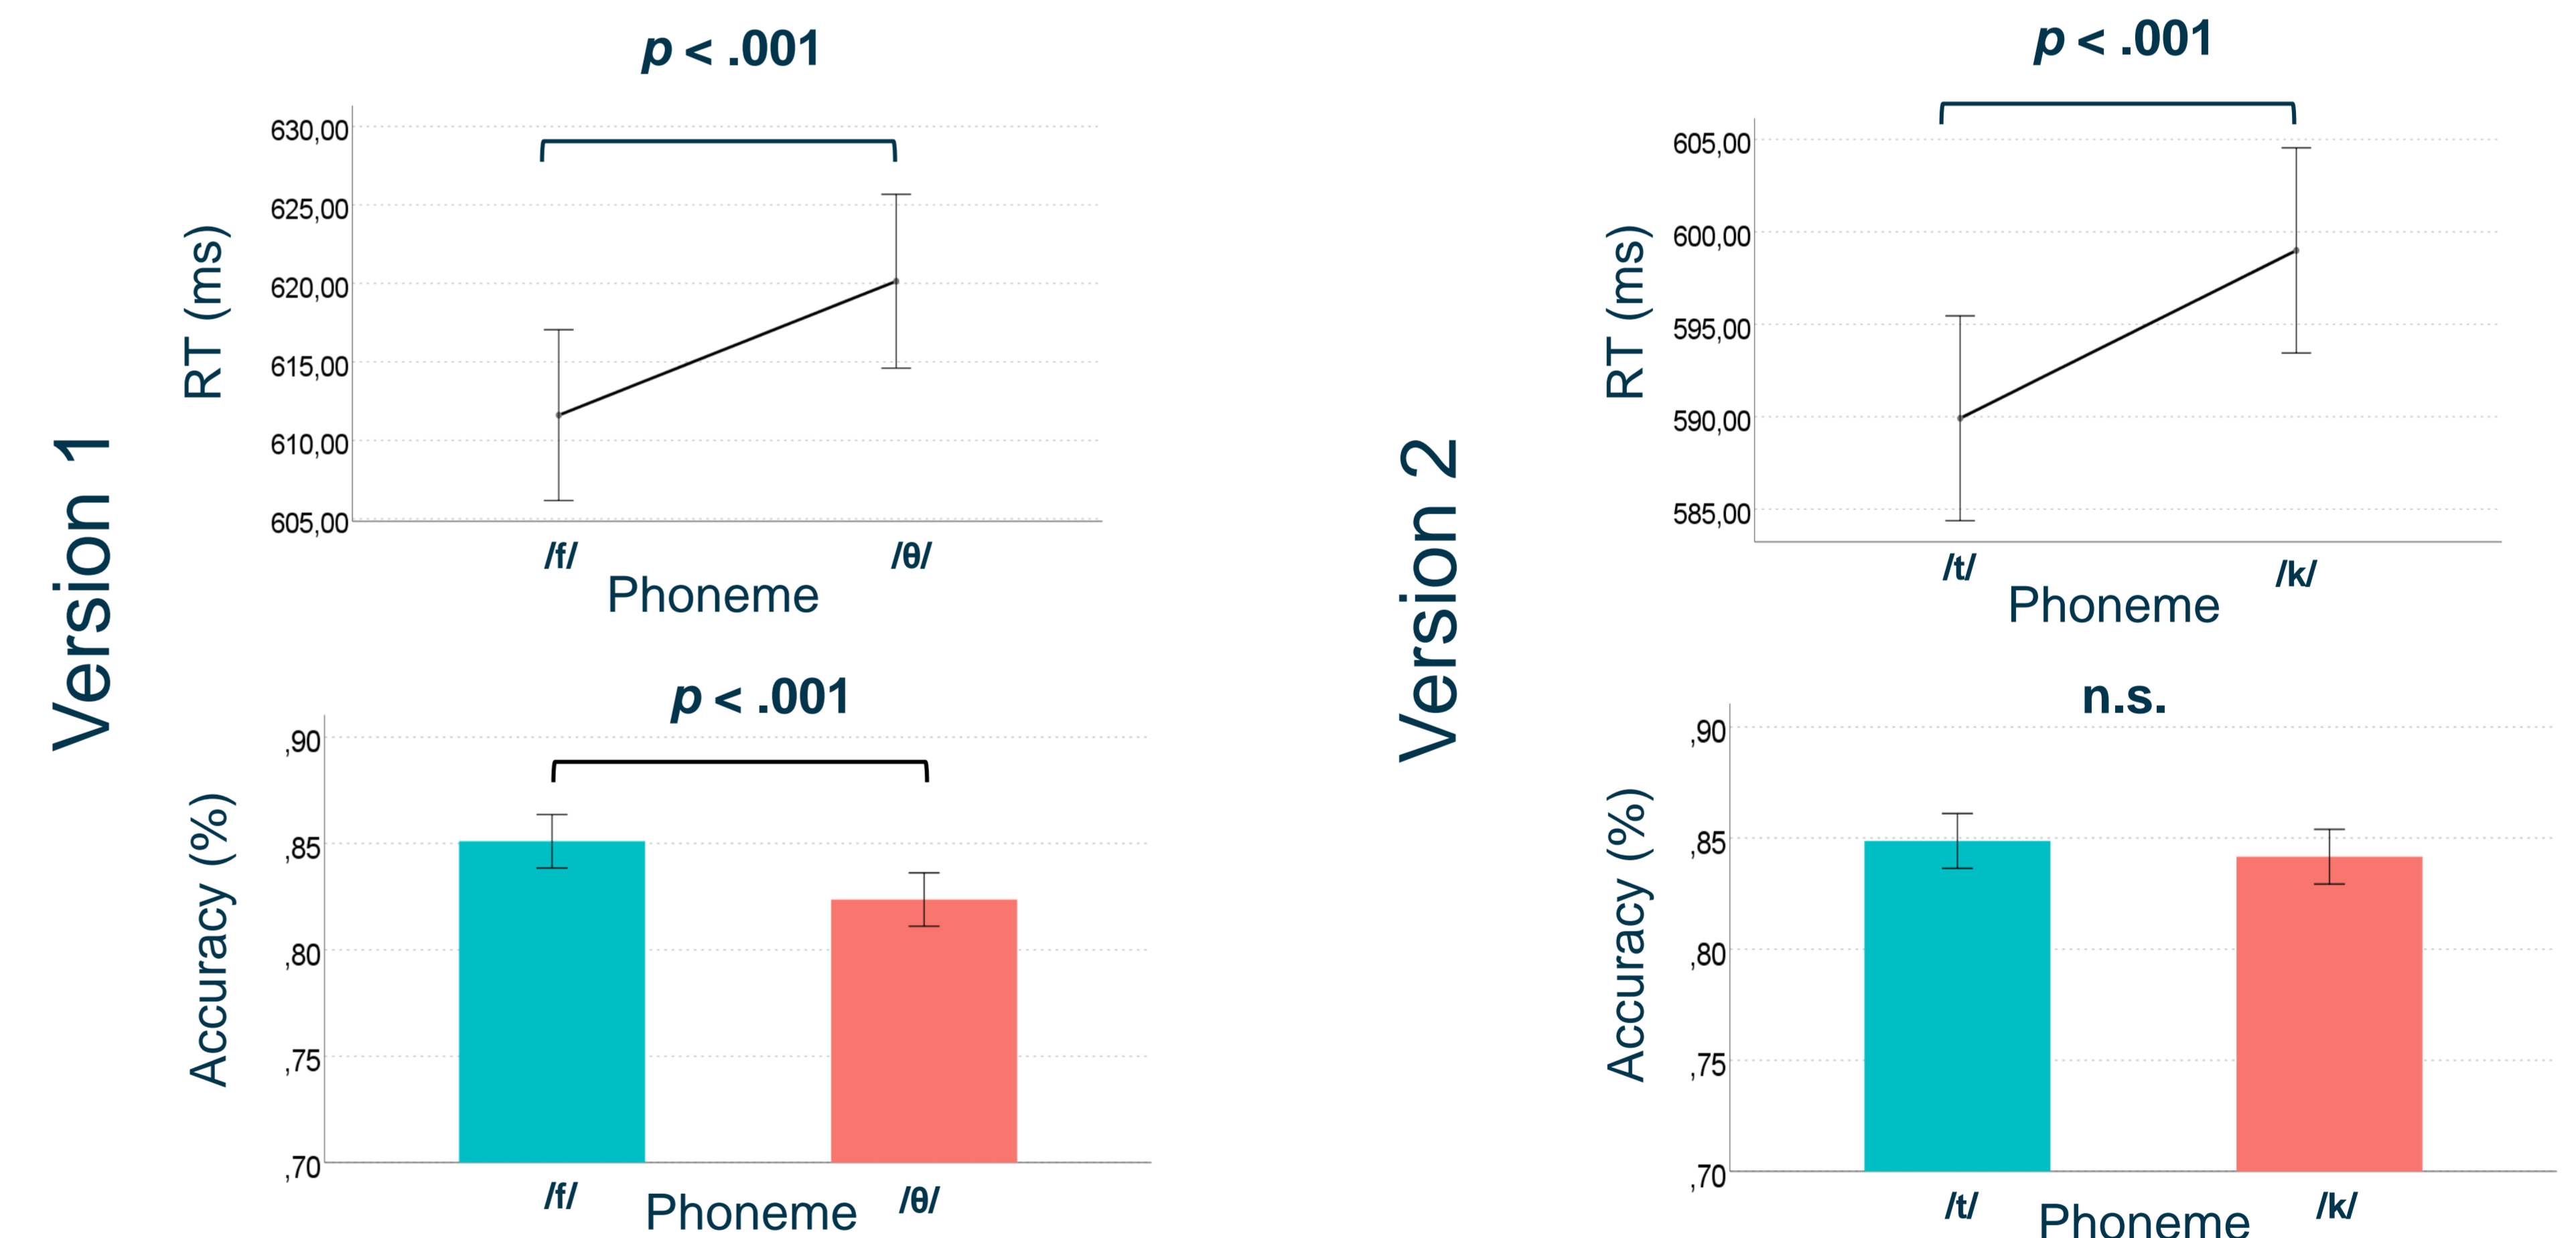 Version 1
p < .001
RT (ms)
630,00
625,00
620,00
615,00
610,00
605,00
/f/
/θ/
Phoneme
p < .001
Accuracy (%)
,90
,85
,80
,75
,70
/f/
/θ/
Phoneme
Version 2
p < .001
RT (ms)
605,00
600,00
595,00
590,00
585,00
/t/
/k/
Phoneme
n.s.
Accuracy (%)
,90
,85
,80
,75
,70
/t/
/k/
Phoneme